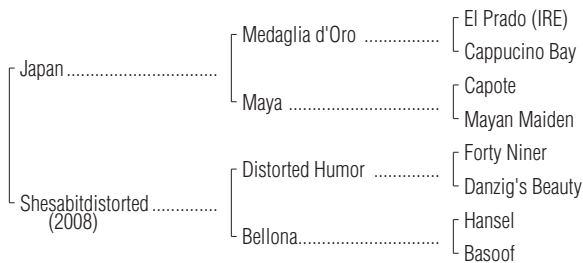 El Prado (IRE)
Medaglia d'Oro ................
Cappucino Bay
Japan ................................
Capote
Maya ................................
Mayan Maiden
Forty Niner
Distorted Humor ..............
Danzig's Beauty
Shesabitdistorted..............
(2008)
Hansel
Bellona..............................
Basoof